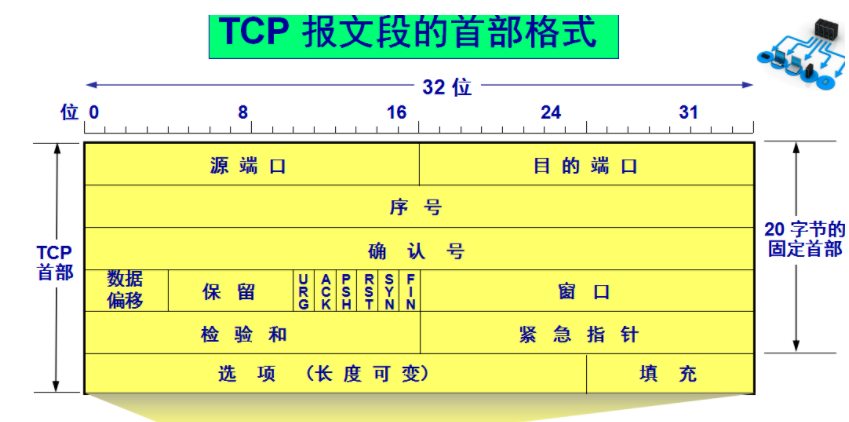 TCP 报文段的首部格式
32 位
位 0 8 16 24 31
源 端 口 目 的 端 口
序 号
20 字节的
固定首部
确 认 号
TCP
首部
数据
偏移
保 留
URG
ACK
PSH
RST
SYN
FIN
窗 口
检 验 和 紧 急 指 针
选 项 (长 度 可 变) 填 充